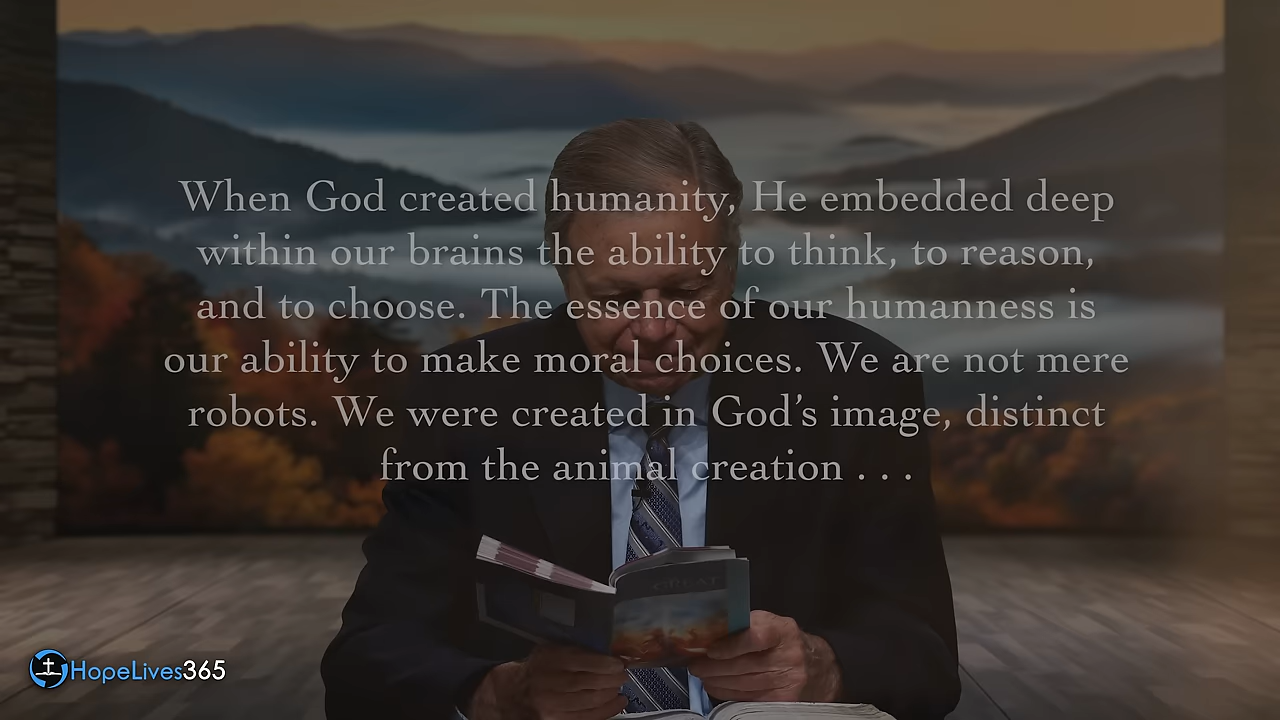 When God created humanity, He embedded deep
within our brains the ability to think, to reason,
and to choose. The essence of our humanness is
our ability to make moral choices. We are not mere
robots. We were created in God’s image, distinct
from the animal creation . . .
GREAT
HopeLives365